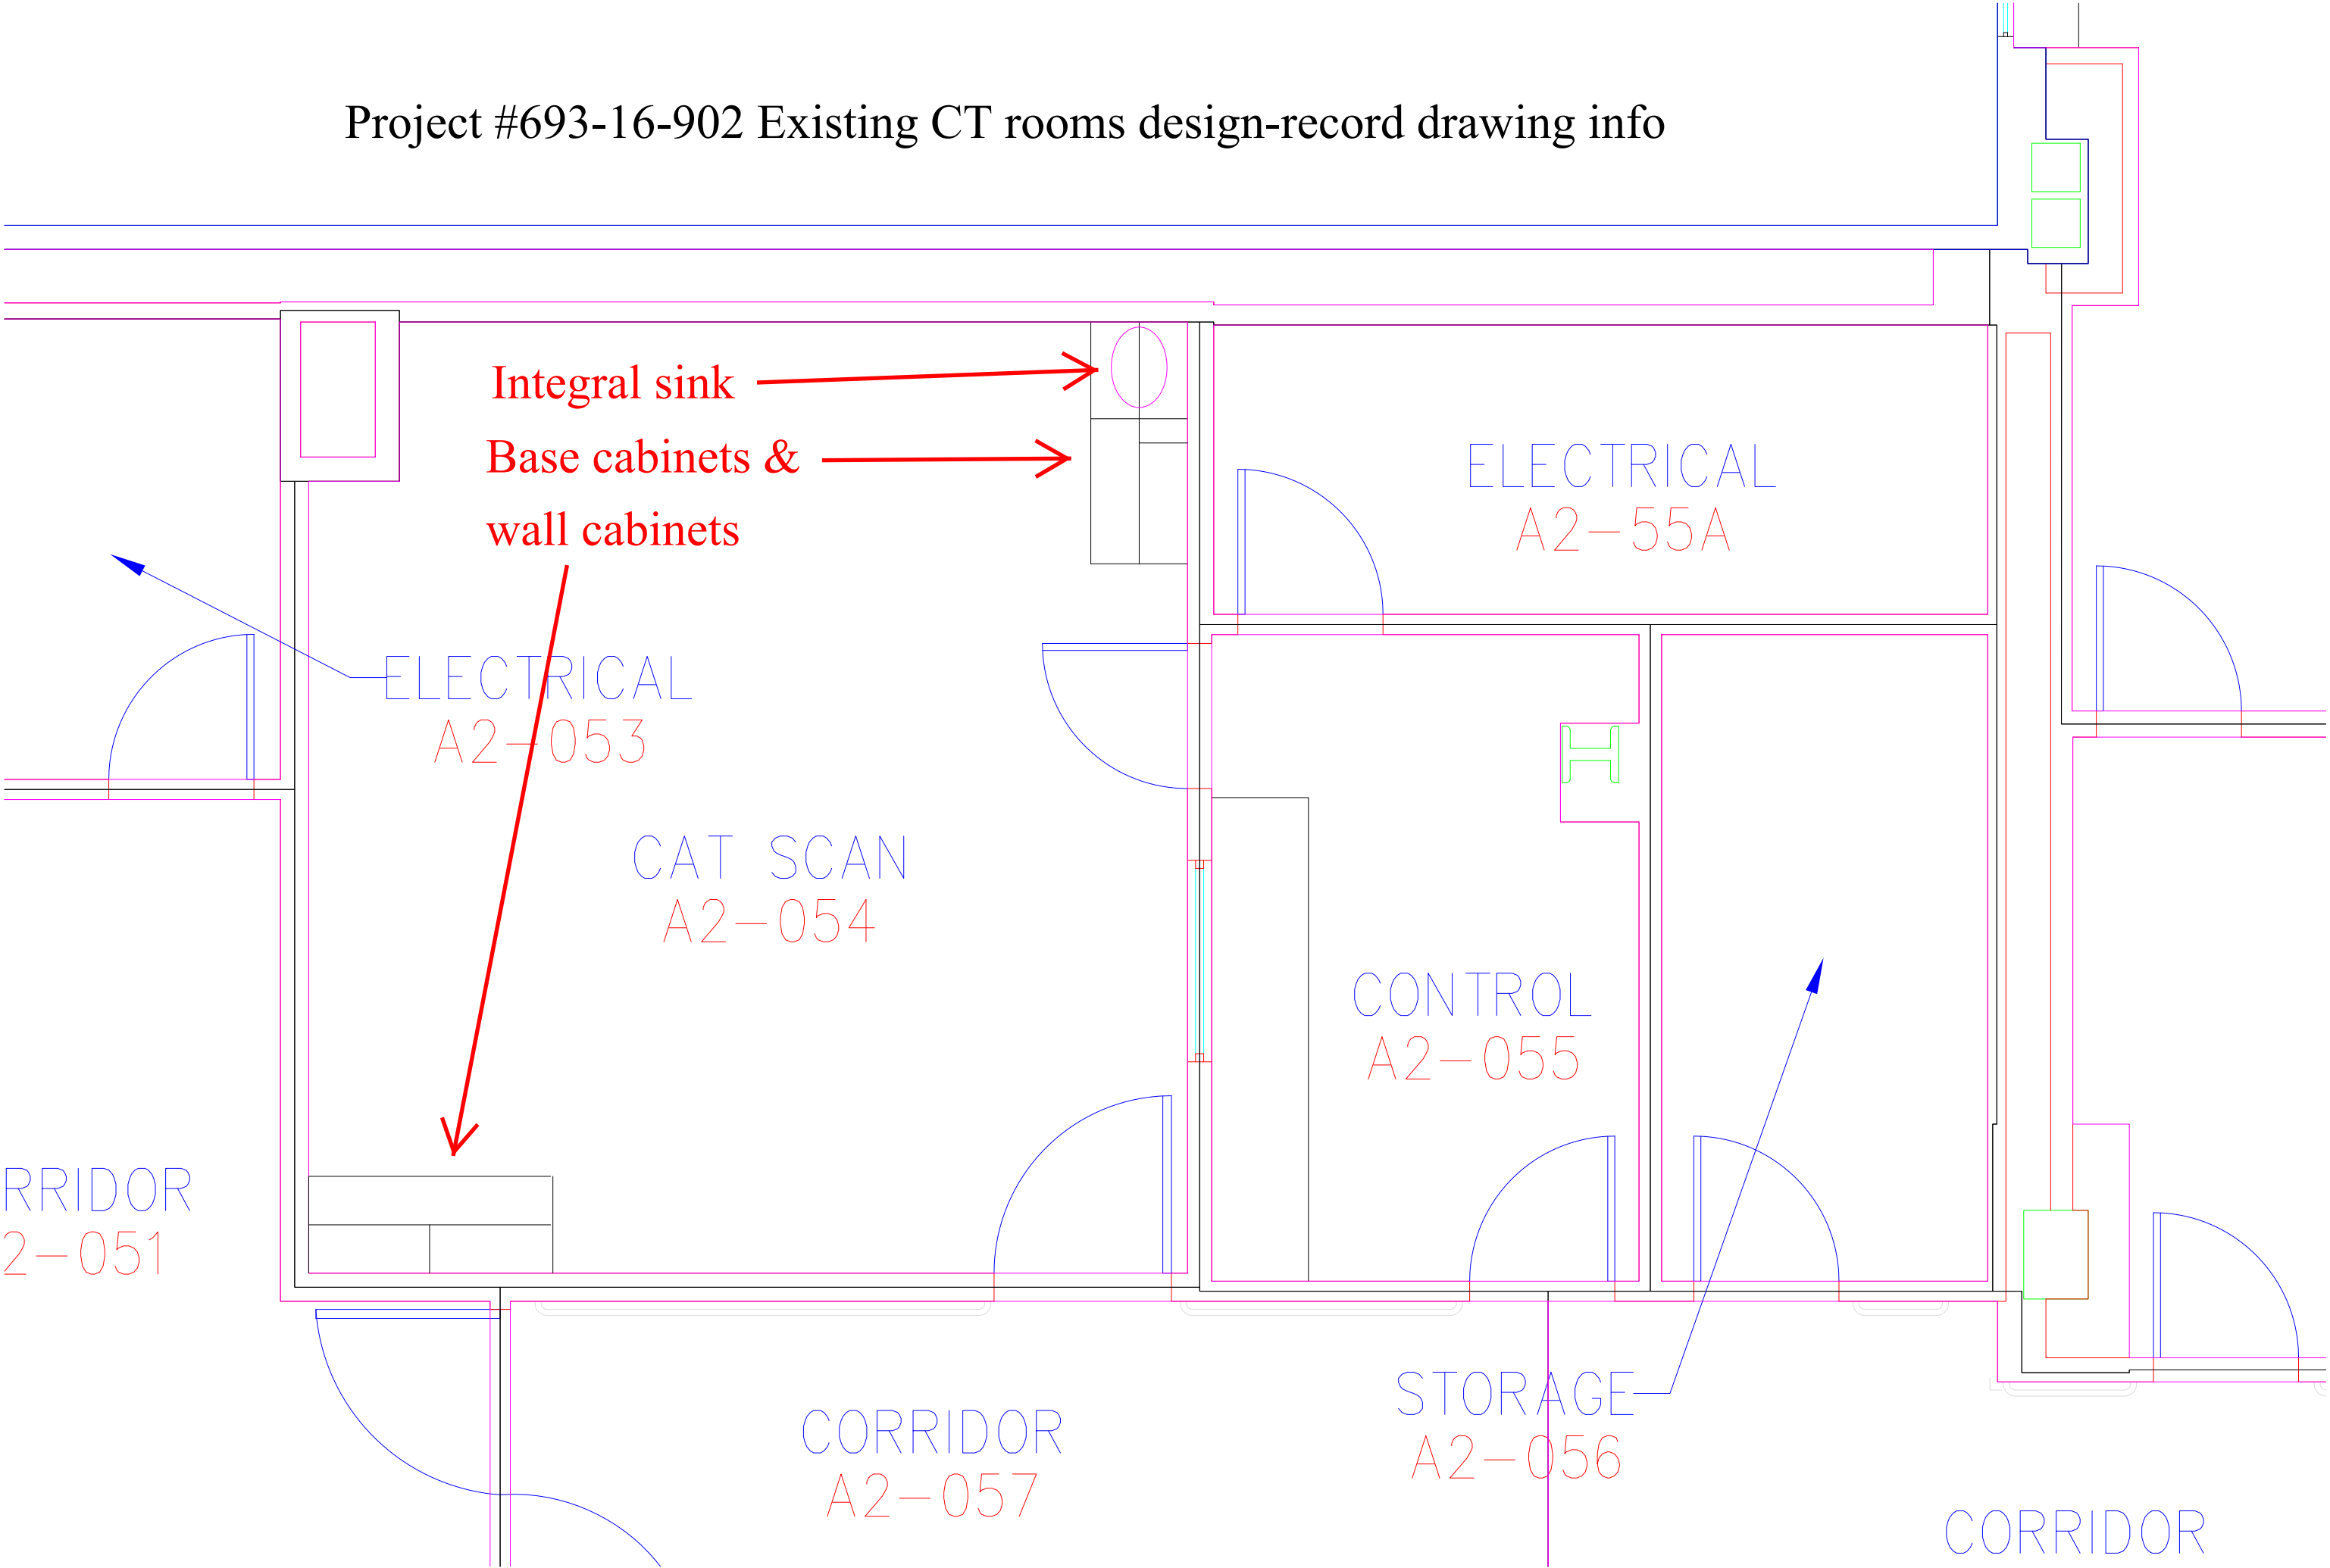 Project #693-16-902 Existing CT rooms design-record drawing info
Integral sink
Base cabinets &
wall cabinets
ELECTRICAL
A2-55A
ELECTRICAL
A2-053
CAT SCAN
A2-054
CONTROL
A2-055
RRIDOR
2-051
STORAGE
A2-056
CORRIDOR
A2-057
CORRIDOR